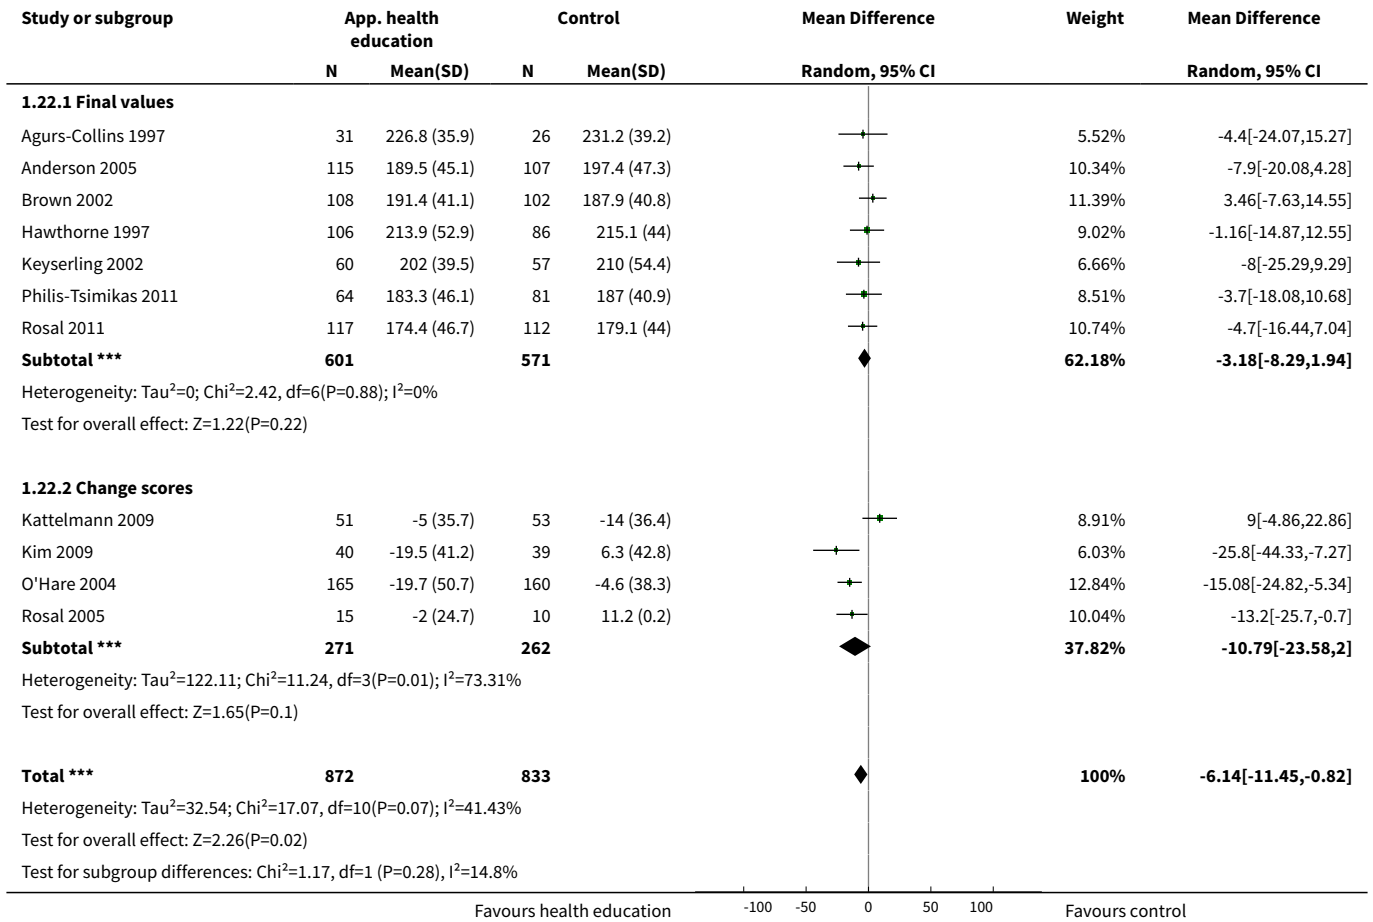 Study or subgroup App. health education Control Mean Difference Weight Mean Difference
N Mean(SD) N Mean(SD) Random, 95% CI Random, 95% CI
1.22.1 Final values
Agurs-Collins 1997 31 226.8 (35.9) 26 231.2 (39.2) 5.52% -4.4[-24.07,15.27]
Anderson 2005 115 189.5 (45.1) 107 197.4 (47.3) 10.34% -7.9[-20.08,4.28]
Brown 2002 108 191.4 (41.1) 102 187.9 (40.8) 11.39% 3.46[-7.63,14.55]
Hawthorne 1997 106 213.9 (52.9) 86 215.1 (44) 9.02% -1.16[-14.87,12.55]
Keyserling 2002 60 202 (39.5) 57 210 (54.4) 6.66% -8[-25.29,9.29]
Philis-Tsimikas 2011 64 183.3 (46.1) 81 187 (40.9) 8.51% -3.7[-18.08,10.68]
Rosal 2011 117 174.4 (46.7) 112 179.1 (44) 10.74% -4.7[-16.44,7.04]
Subtotal *** 601 571 62.18% -3.18[-8.29,1.94]
Heterogeneity: Tau²=0; Chi²=2.42, df=6(P=0.88); I²=0%
Test for overall effect: Z=1.22(P=0.22)
1.22.2 Change scores
Kattelmann 2009 51 -5 (35.7) 53 -14 (36.4) 8.91% 9[-4.86,22.86]
Kim 2009 40 -19.5 (41.2) 39 6.3 (42.8) 6.03% -25.8[-44.33,-7.27]
O'Hare 2004 165 -19.7 (50.7) 160 -4.6 (38.3) 12.84% -15.08[-24.82,-5.34]
Rosal 2005 15 -2 (24.7) 10 11.2 (0.2) 10.04% -13.2[-25.7,-0.7]
Subtotal *** 271 262 37.82% -10.79[-23.58,2]
Heterogeneity: Tau²=122.11; Chi²=11.24, df=3(P=0.01); I²=73.31%
Test for overall effect: Z=1.65(P=0.1)
Total *** 872 833 100% -6.14[-11.45,-0.82]
Heterogeneity: Tau²=32.54; Chi²=17.07, df=10(P=0.07); I²=41.43%
Test for overall effect: Z=2.26(P=0.02)
Test for subgroup differences: Chi²=1.17, df=1 (P=0.28), I²=14.8%
Favours health education -100 -50 0 50 100 Favours control